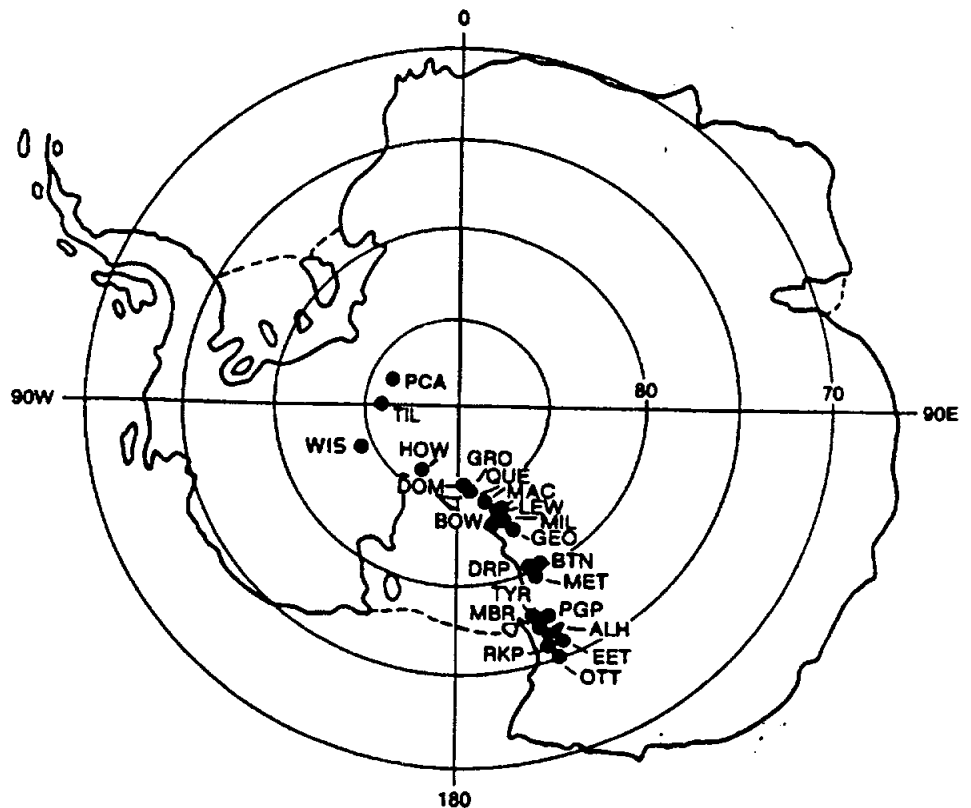 0
90W
80
70
90E
PCA
TIL
WIS
HOW
GRO
DOM
QUE
MAC
LEW
BOW
MIL
GEO
DRP
BTN
MET
TYR
MBR
PGP
ALH
RKP
EET
OTT
180